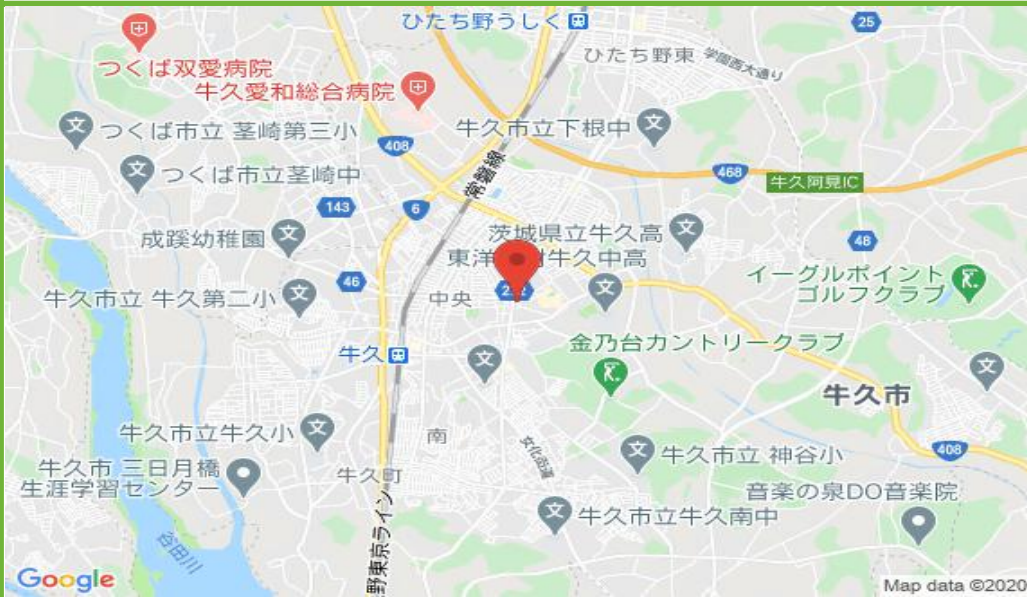 ひたち野うしく
25
ひたち野東
学園西大通り
つくば双愛病院
牛久愛和総合病院
つくば市立 茎崎第三小
408
牛久市立下根中
常磐線
つくば市立茎崎中
468
牛久阿見IC
143
6
成蹊幼稚園
茨城県立牛久高
48
東洋
附牛久中高
イーグルポイント
ゴルフクラブ
46
牛久市立 牛久第二小
中央
牛久
金乃台カントリークラブ
牛久市
牛久市立牛久小
南
女化街道
408
牛久市 三日月橋
生涯学習センター
牛久町
牛久市立 神谷小
音楽の泉DO音楽院
牛久市立牛久南中
野東京ライン
谷田川
Google
Map data ©2020